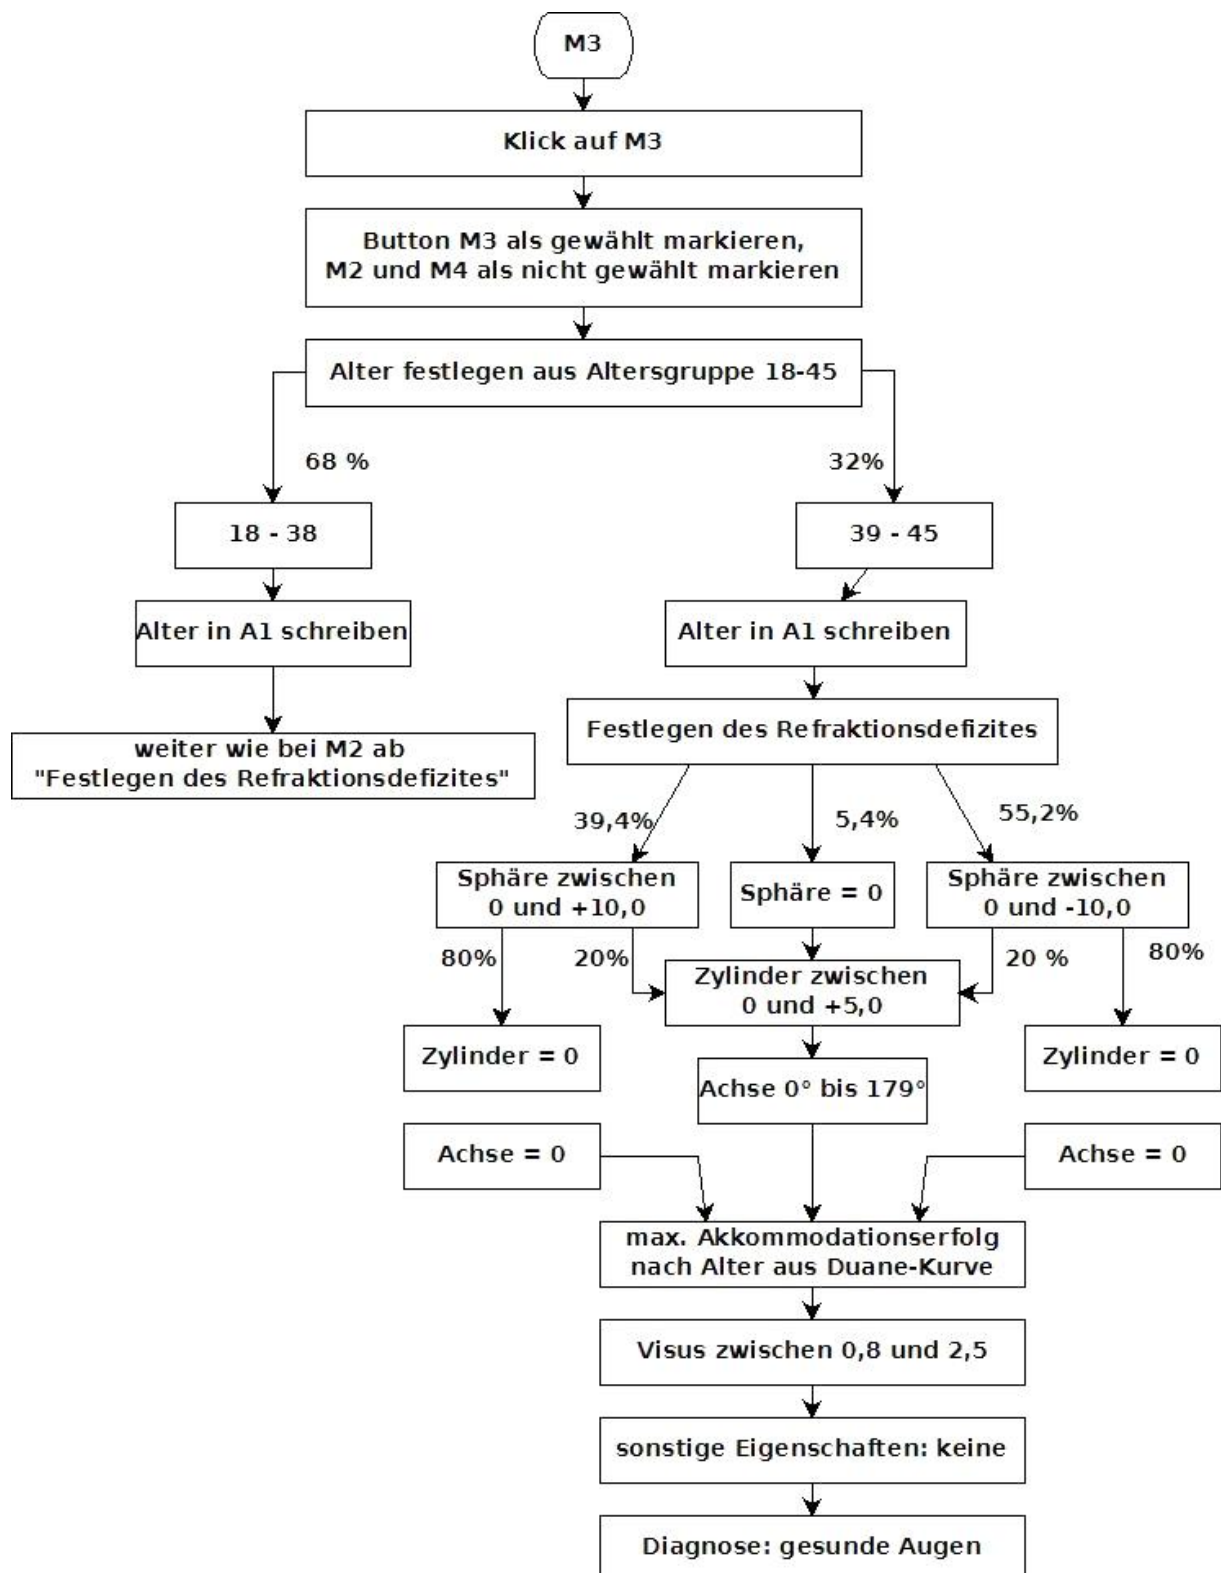 M3
Klick auf M3
Button M3 als gewählt markieren,
M2 und M4 als nicht gewählt markieren
Alter festlegen aus Altersgruppe 18-45
68 %
32%
18 - 38
39 - 45
Alter in A1 schreiben
Alter in A1 schreiben
weiter wie bei M2 ab
"Festlegen des Refraktionsdefizites"
Festlegen des Refraktionsdefizites
39,4%
5,4%
55,2%
Sphäre zwischen
0 und +10,0
Sphäre = 0
Sphäre zwischen
0 und -10,0
80%
20%
20 %
80%
Zylinder zwischen
0 und +5,0
Zylinder = 0
Zylinder = 0
Achse 0° bis 179°
Achse = 0
Achse = 0
max. Akkommodationserfolg
nach Alter aus Duane-Kurve
Visus zwischen 0,8 und 2,5
sonstige Eigenschaften: keine
Diagnose: gesunde Augen